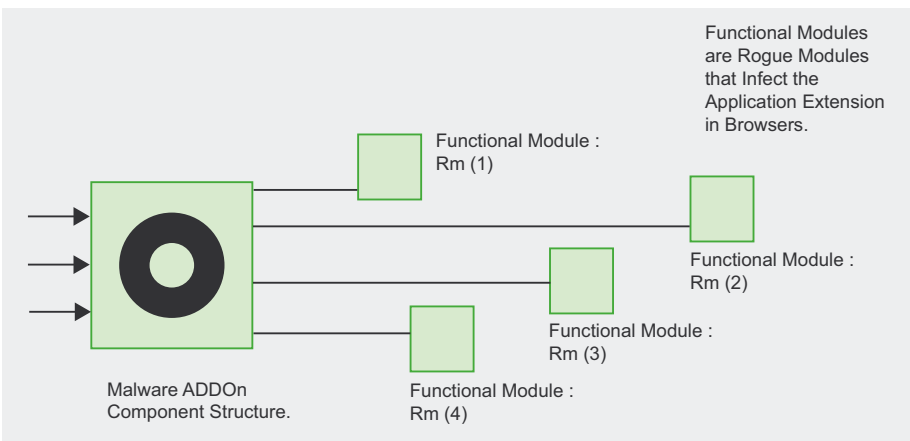 Functional Modules
are Rogue Modules
that Infect the
Application Extension
in Browsers.
Functional Module :
Rm (1)
Functional Module :
Rm (2)
Functional Module :
Rm (3)
Malware ADDOn
Component Structure.
Functional Module :
Rm (4)